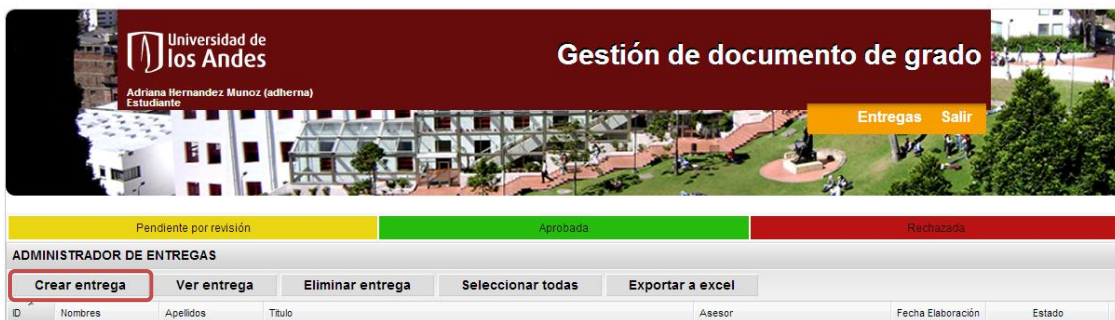 Universidad de
los Andes
Gestión de documento de grado
Adriana Hernandez Munoz (adherna)
Estudiante
Entregas Salir
Pendiente por revisión Aprobada Rechazada
ADMINISTRADOR DE ENTREGAS
Crear entrega Ver entrega Eliminar entrega Seleccionar todas Exportar a excel
ID Nombres Apellidos Titulo Asesor Fecha Elaboración Estado